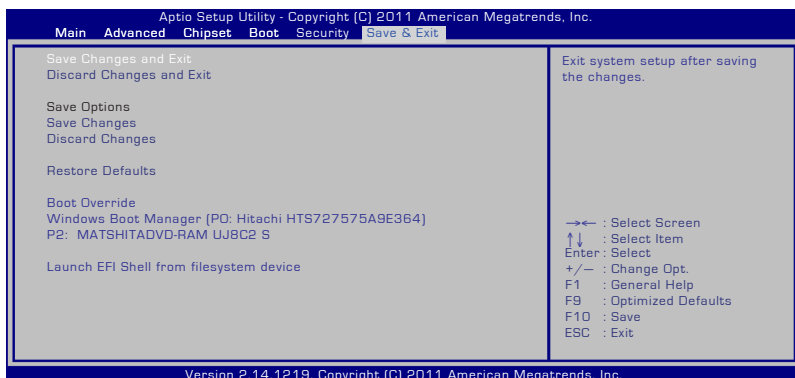 Aptio Setup Utility - Copyright (C) 2011 American Megatrends, Inc.
Main Advanced Chipset Boot Security Save & Exit
Save Changes and Exit
Discard Changes and Exit
Save Options
Save Changes
Discard Changes
Restore Defaults
Boot Override
Windows Boot Manager (PO: Hitachi HTS727575A9E364)
P2: MATSHITADVD-RAM UJ8C2 S
Launch EFI Shell from filesystem device
Exit system setup after saving
the changes.
→← : Select Screen
↑↓ : Select Item
Enter : Select
+/— : Change Opt.
F1 : General Help
F9 : Optimized Defaults
F10 : Save
ESC : Exit
Version 2.14.1219. Copyright (C) 2011 American Megatrends, Inc.